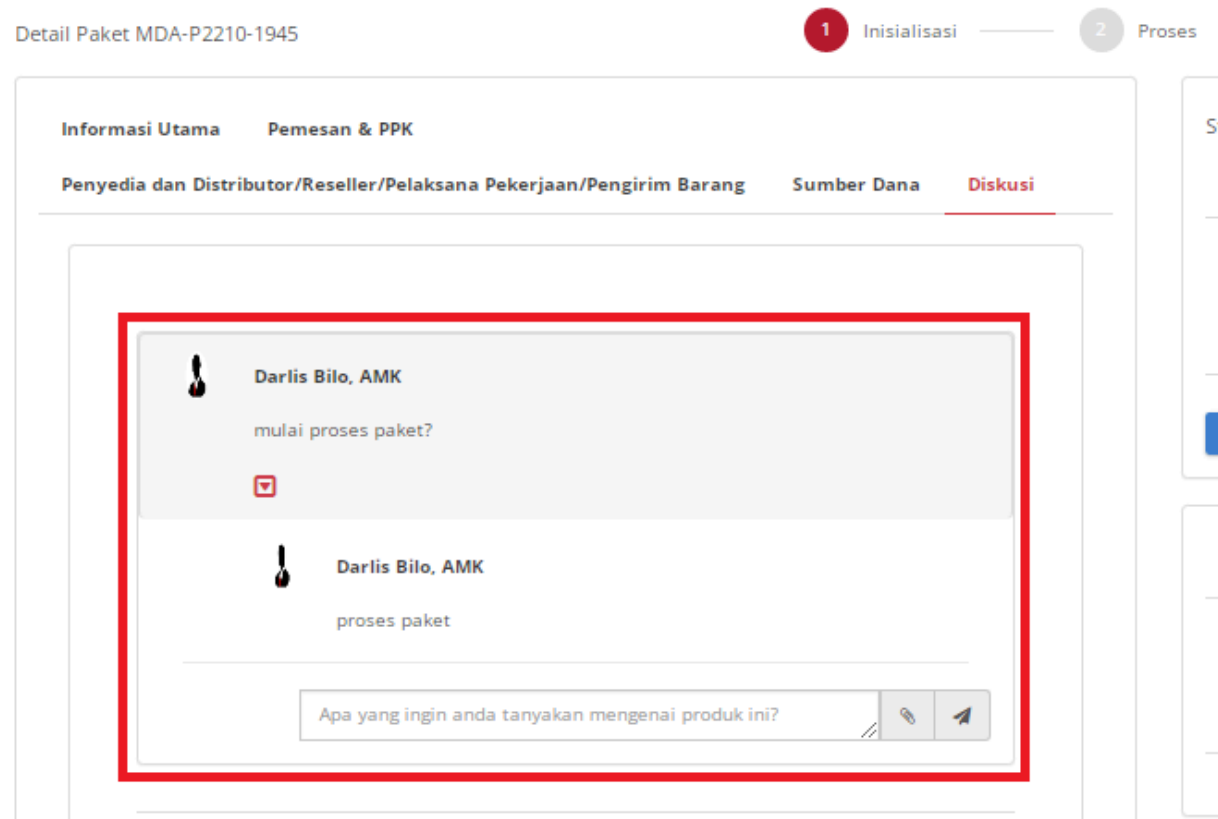 Detail Paket MDA-P2210-1945
1 Inisialisasi 2 Proses
Informasi Utama Pemesan & PPK
Penyedia dan Distributor/Reseller/Pelaksana Pekerjaan/Pengirim Barang Sumber Dana Diskusi
Darlis Bilo, AMK
mulai proses paket?
Darlis Bilo, AMK
proses paket
Apa yang ingin anda tanyakan mengenai produk ini?